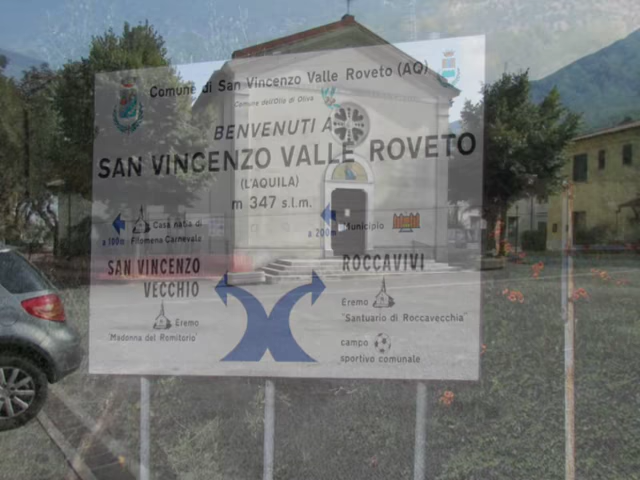 Comune di San Vincenzo Valle Roveto (AQ)
Comune dell'Olio di Oliva
BENVENUTI A
SAN VINCENZO VALLE ROVETO
(L'AQUILA)
m 347 s.l.m.
Casa natia di
a 100m Filomena Carnevale
Municipio
a 200m
SAN VINCENZO
VECCHIO
Eremo
"Madonna del Romitorio"
ROCCAVIVI
Eremo
"Santuario di Roccavecchia"
campo
sportivo comunale